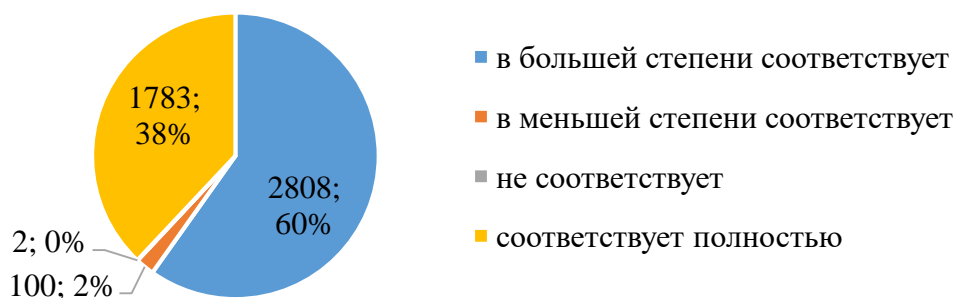 1783;
38%
2808;
60%
2; 0%
100; 2%
в большей степени соответствует
в меньшей степени соответствует
не соответствует
соответствует полностью